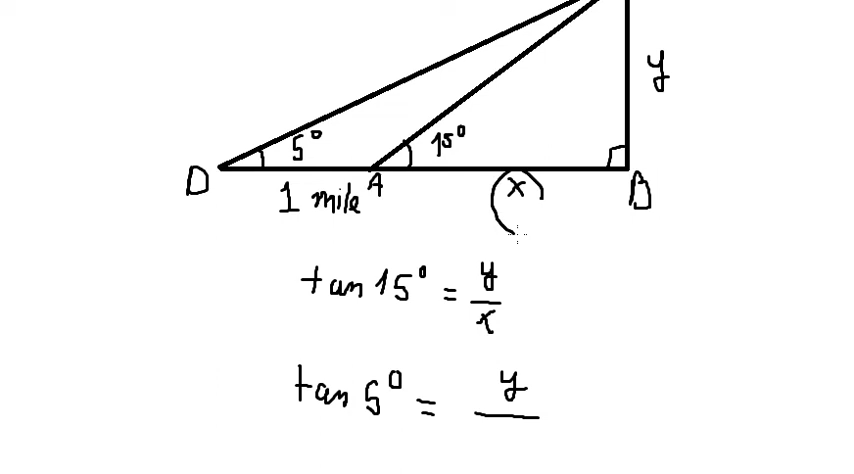 y
5° 15°
D A B
1 mile x
tan 15° = y/x
tan 5° = y/